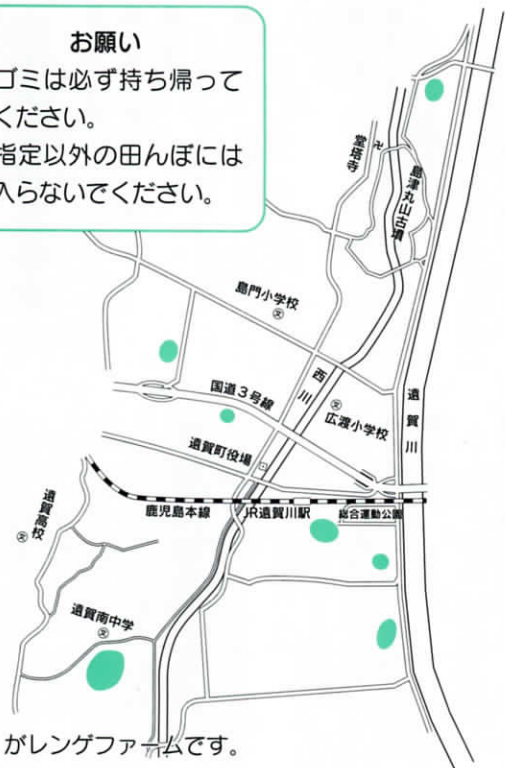 お願い
ゴミは必ず持ち帰って
ください。
指定以外の田んぼには
入らないでください。
堂塔寺
島津丸山古墳
島門小学校
西川
国道3号線
広渡小学校
遠賀川
遠賀町役場
鹿児島本線
JR遠賀川駅
総合運動公園
遠賀高校
遠賀南中学
がレンゲファームです。